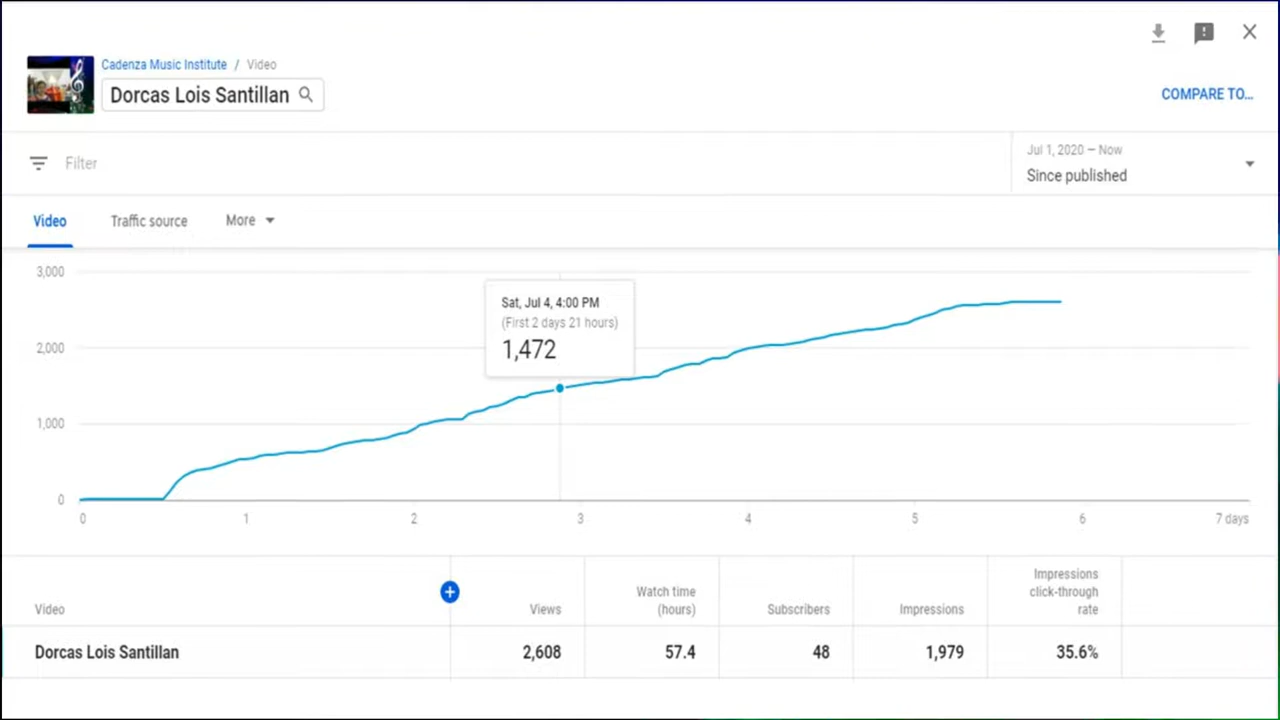 Cadenza Music Institute / Video
Dorcas Lois Santillan
COMPARE TO...
Filter
Jul 1, 2020 – Now
Since published
Video
Traffic source
More
3,000
2,000
1,000
0
Sat, Jul 4, 4:00 PM
(First 2 days 21 hours)
1,472
0 1 2 3 4 5 6 7 days
Video
Views
Watch time
(hours)
Subscribers
Impressions
Impressions
click-through
rate
Dorcas Lois Santillan 2,608 57.4 48 1,979 35.6%